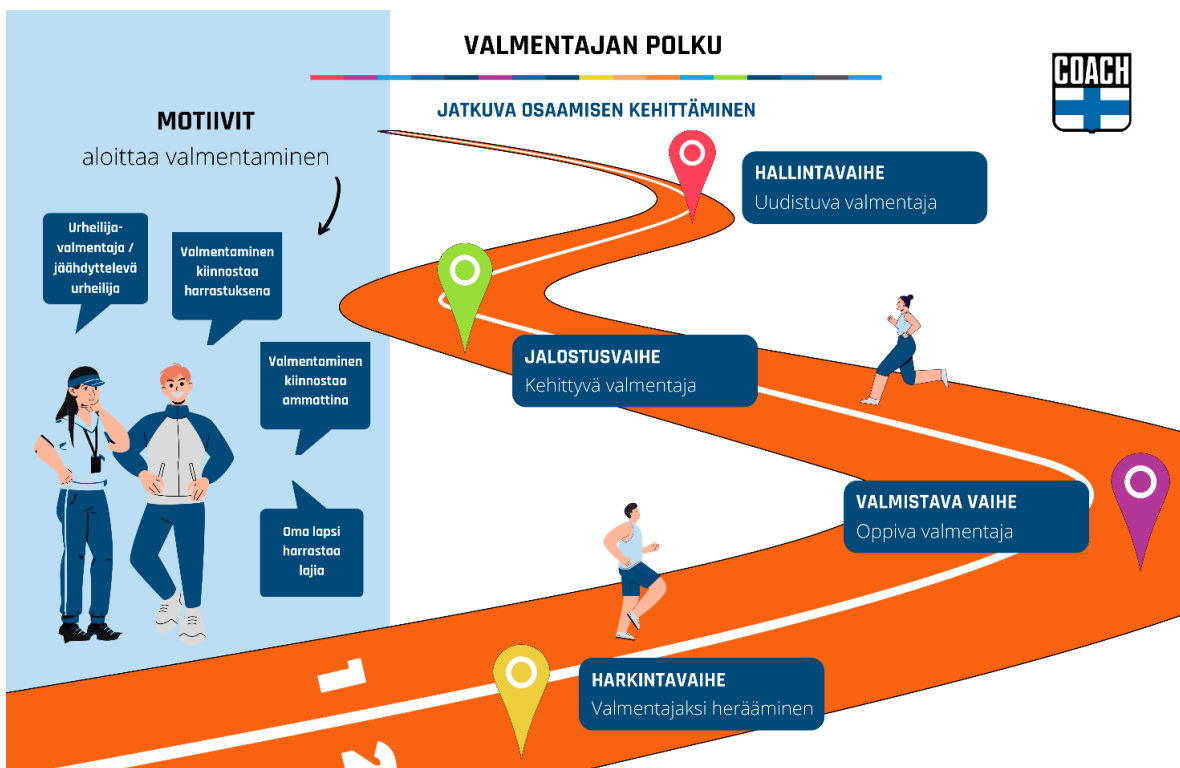 VALMENTAJAN POLKU
JATKUVA OSAAMISEN KEHITTÄMINEN
COACH
MOTIIVIT
aloittaa valmentaminen
Urheilija-
valmentaja /
jäähdyttelevä
urheilija
Valmentaminen
kiinnostaa
harrastuksena
Valmentaminen
kiinnostaa
ammattina
Oma lapsi
harrastaa
lajia
HALLINTAVAIHE
Uudistuva valmentaja
JALOSTUSVAIHE
Kehittyvä valmentaja
VALMISTAVA VAIHE
Oppiva valmentaja
HARKINTAVAIHE
Valmentajaksi herääminen
1
2